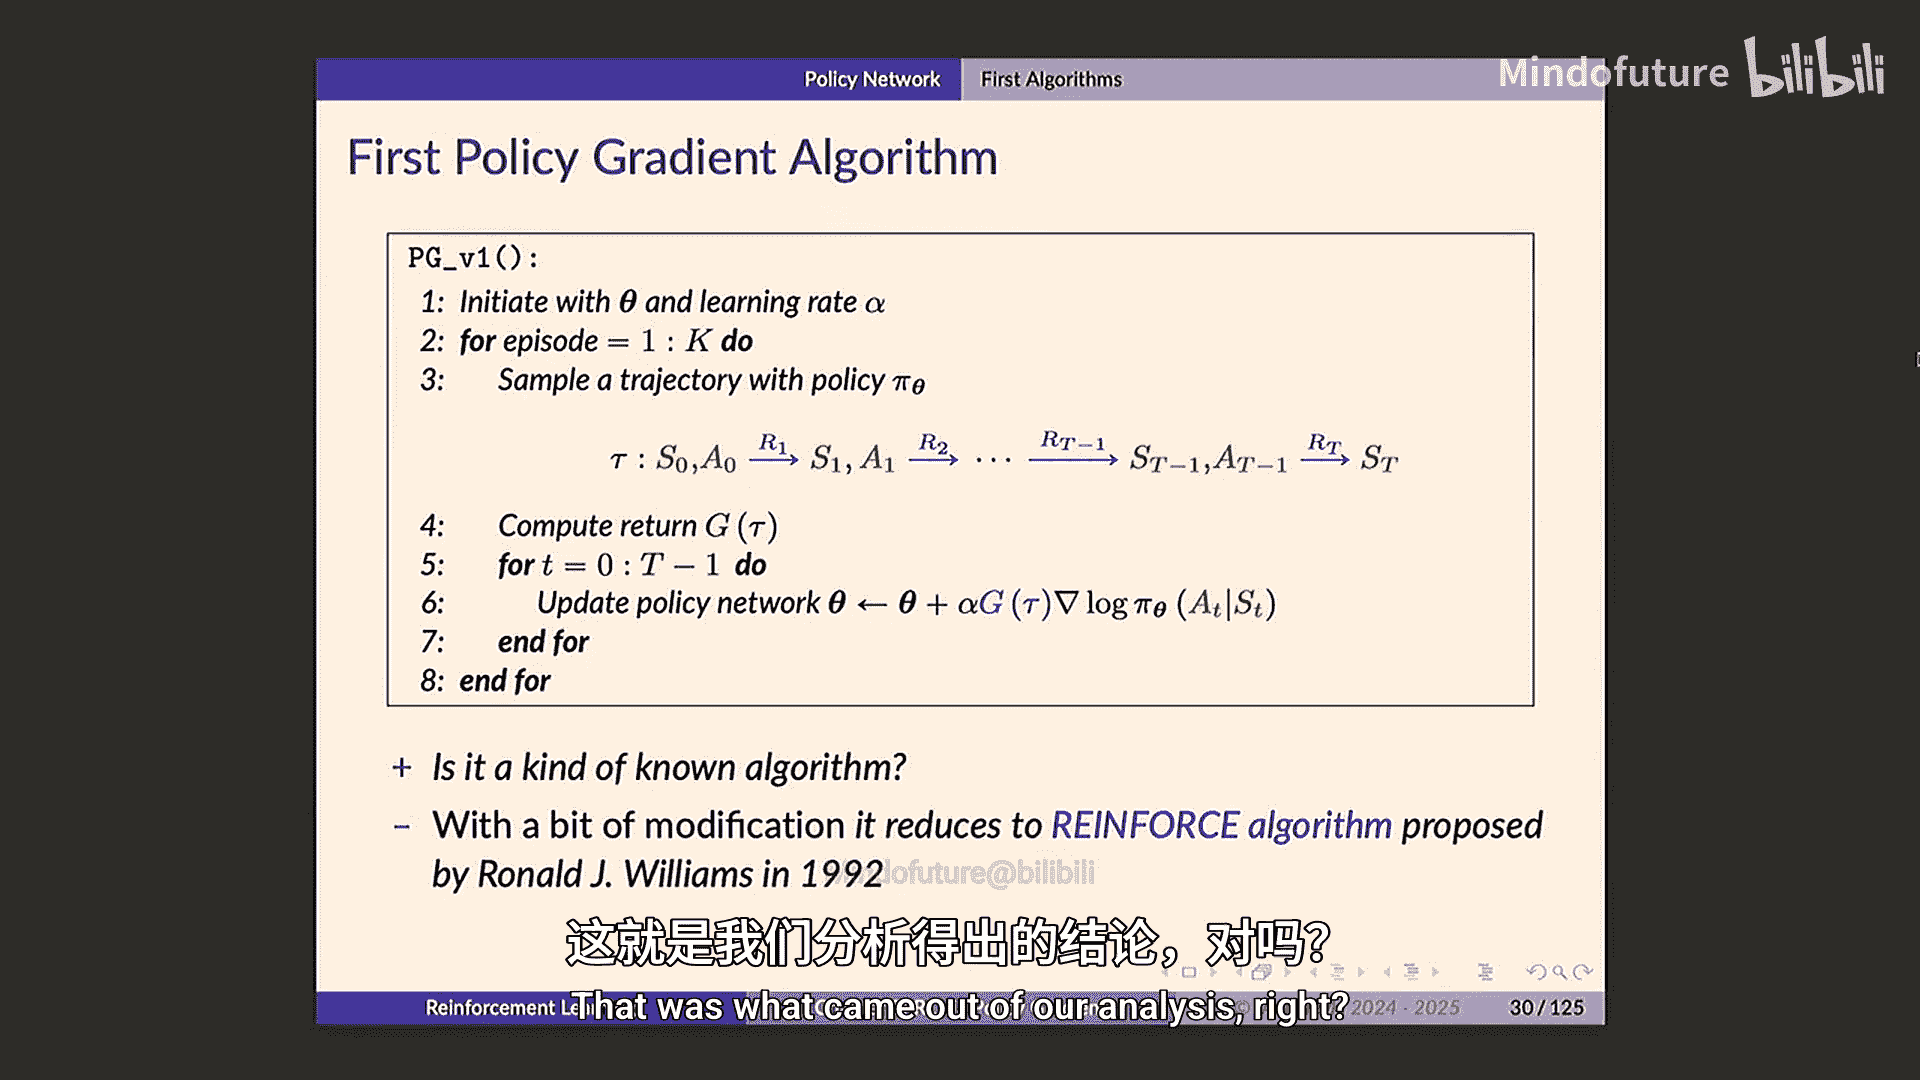 Mindofuture bilibili
Policy Network First Algorithms
First Policy Gradient Algorithm
PG_v1():
1: Initiate with θ and learning rate α
2: for episode = 1 : K do
3: Sample a trajectory with policy π_θ
τ : S_0, A_0 —R_1→ S_1, A_1 —R_2→ ⋯ —R_{T−1}→ S_{T−1}, A_{T−1} —R_T→ S_T
4: Compute return G (τ)
5: for t = 0 : T − 1 do
6: Update policy network θ ← θ + αG (τ)∇ log π_θ (A_t|S_t)
7: end for
8: end for
+ Is it a kind of known algorithm?
– With a bit of modification it reduces to REINFORCE algorithm proposed
by Ronald J. Williams in 1992
Mindofuture@bilibili
这就是我们分析得出的结论，对吗？
That was what came out of our analysis, right?
Reinforcement 2024 - 2025 30 / 125